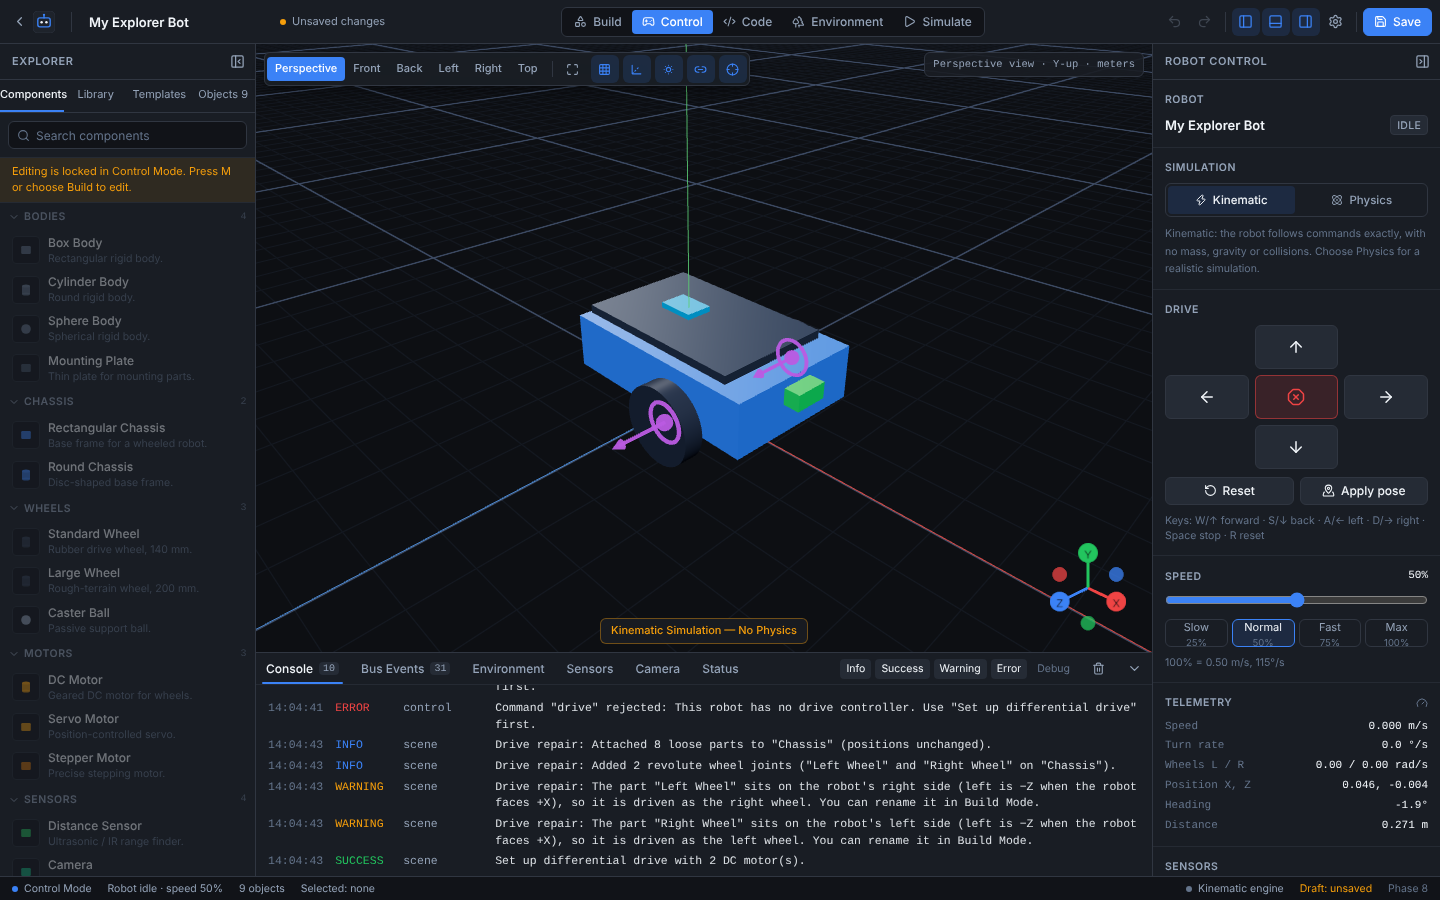 My Explorer Bot
Unsaved changes
Build
Control
Code
Environment
Simulate
Save
EXPLORER
Components
Library
Templates
Objects 9
Search components
Editing is locked in Control Mode. Press M
or choose Build to edit.
BODIES 4
Box Body
Rectangular rigid body.
Cylinder Body
Round rigid body.
Sphere Body
Spherical rigid body.
Mounting Plate
Thin plate for mounting parts.
CHASSIS 2
Rectangular Chassis
Base frame for a wheeled robot.
Round Chassis
Disc-shaped base frame.
WHEELS 3
Standard Wheel
Rubber drive wheel, 140 mm.
Large Wheel
Rough-terrain wheel, 200 mm.
Caster Ball
Passive support ball.
MOTORS 3
DC Motor
Geared DC motor for wheels.
Servo Motor
Position-controlled servo.
Stepper Motor
Precise stepping motor.
SENSORS 4
Distance Sensor
Ultrasonic / IR range finder.
Camera
Perspective
Front
Back
Left
Right
Top
Perspective view · Y-up · meters
Y
Z
X
Kinematic Simulation — No Physics
Console 10
Bus Events 31
Environment
Sensors
Camera
Status
Info
Success
Warning
Error
Debug
first.
14:04:41 ERROR control Command "drive" rejected: This robot has no drive controller. Use "Set up differential drive"
first.
14:04:43 INFO scene Drive repair: Attached 8 loose parts to "Chassis" (positions unchanged).
14:04:43 INFO scene Drive repair: Added 2 revolute wheel joints ("Left Wheel" and "Right Wheel" on "Chassis").
14:04:43 WARNING scene Drive repair: The part "Left Wheel" sits on the robot's right side (left is −Z when the robot
faces +X), so it is driven as the right wheel. You can rename it in Build Mode.
14:04:43 WARNING scene Drive repair: The part "Right Wheel" sits on the robot's left side (left is −Z when the robot
faces +X), so it is driven as the left wheel. You can rename it in Build Mode.
14:04:43 SUCCESS scene Set up differential drive with 2 DC motor(s).
ROBOT CONTROL
ROBOT
My Explorer Bot IDLE
SIMULATION
Kinematic
Physics
Kinematic: the robot follows commands exactly, with
no mass, gravity or collisions. Choose Physics for a
realistic simulation.
DRIVE
Reset
Apply pose
Keys: W/↑ forward · S/↓ back · A/← left · D/→ right ·
Space stop · R reset
SPEED 50%
Slow
25%
Normal
50%
Fast
75%
Max
100%
100% = 0.50 m/s, 115°/s
TELEMETRY
Speed 0.000 m/s
Turn rate 0.0 °/s
Wheels L / R 0.00 / 0.00 rad/s
Position X, Z 0.046, -0.004
Heading -1.9°
Distance 0.271 m
SENSORS
Control Mode
Robot idle · speed 50%
9 objects
Selected: none
Kinematic engine
Draft: unsaved
Phase 8